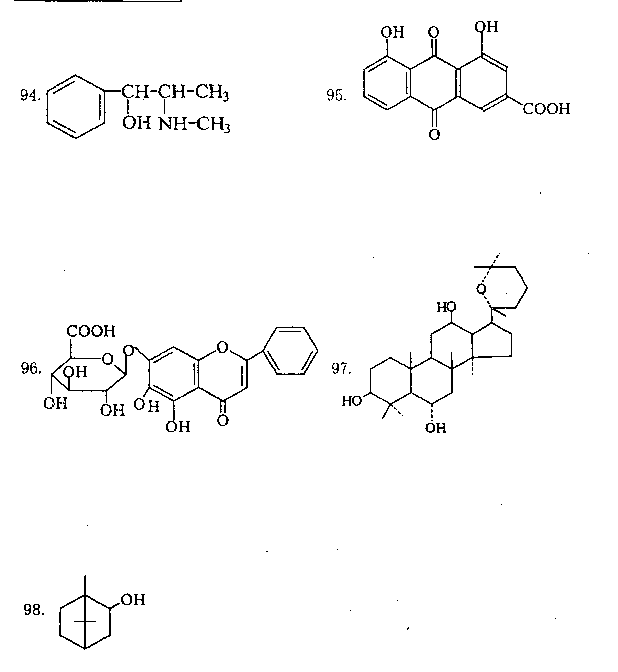 94.
CH-CH-CH₃
OH NH-CH₃
95.
OH O OH
COOH
O
96.
COOH
O O
OH
OH OH OH
O
OH O
97.
O
HO
HO
OH
98.
OH